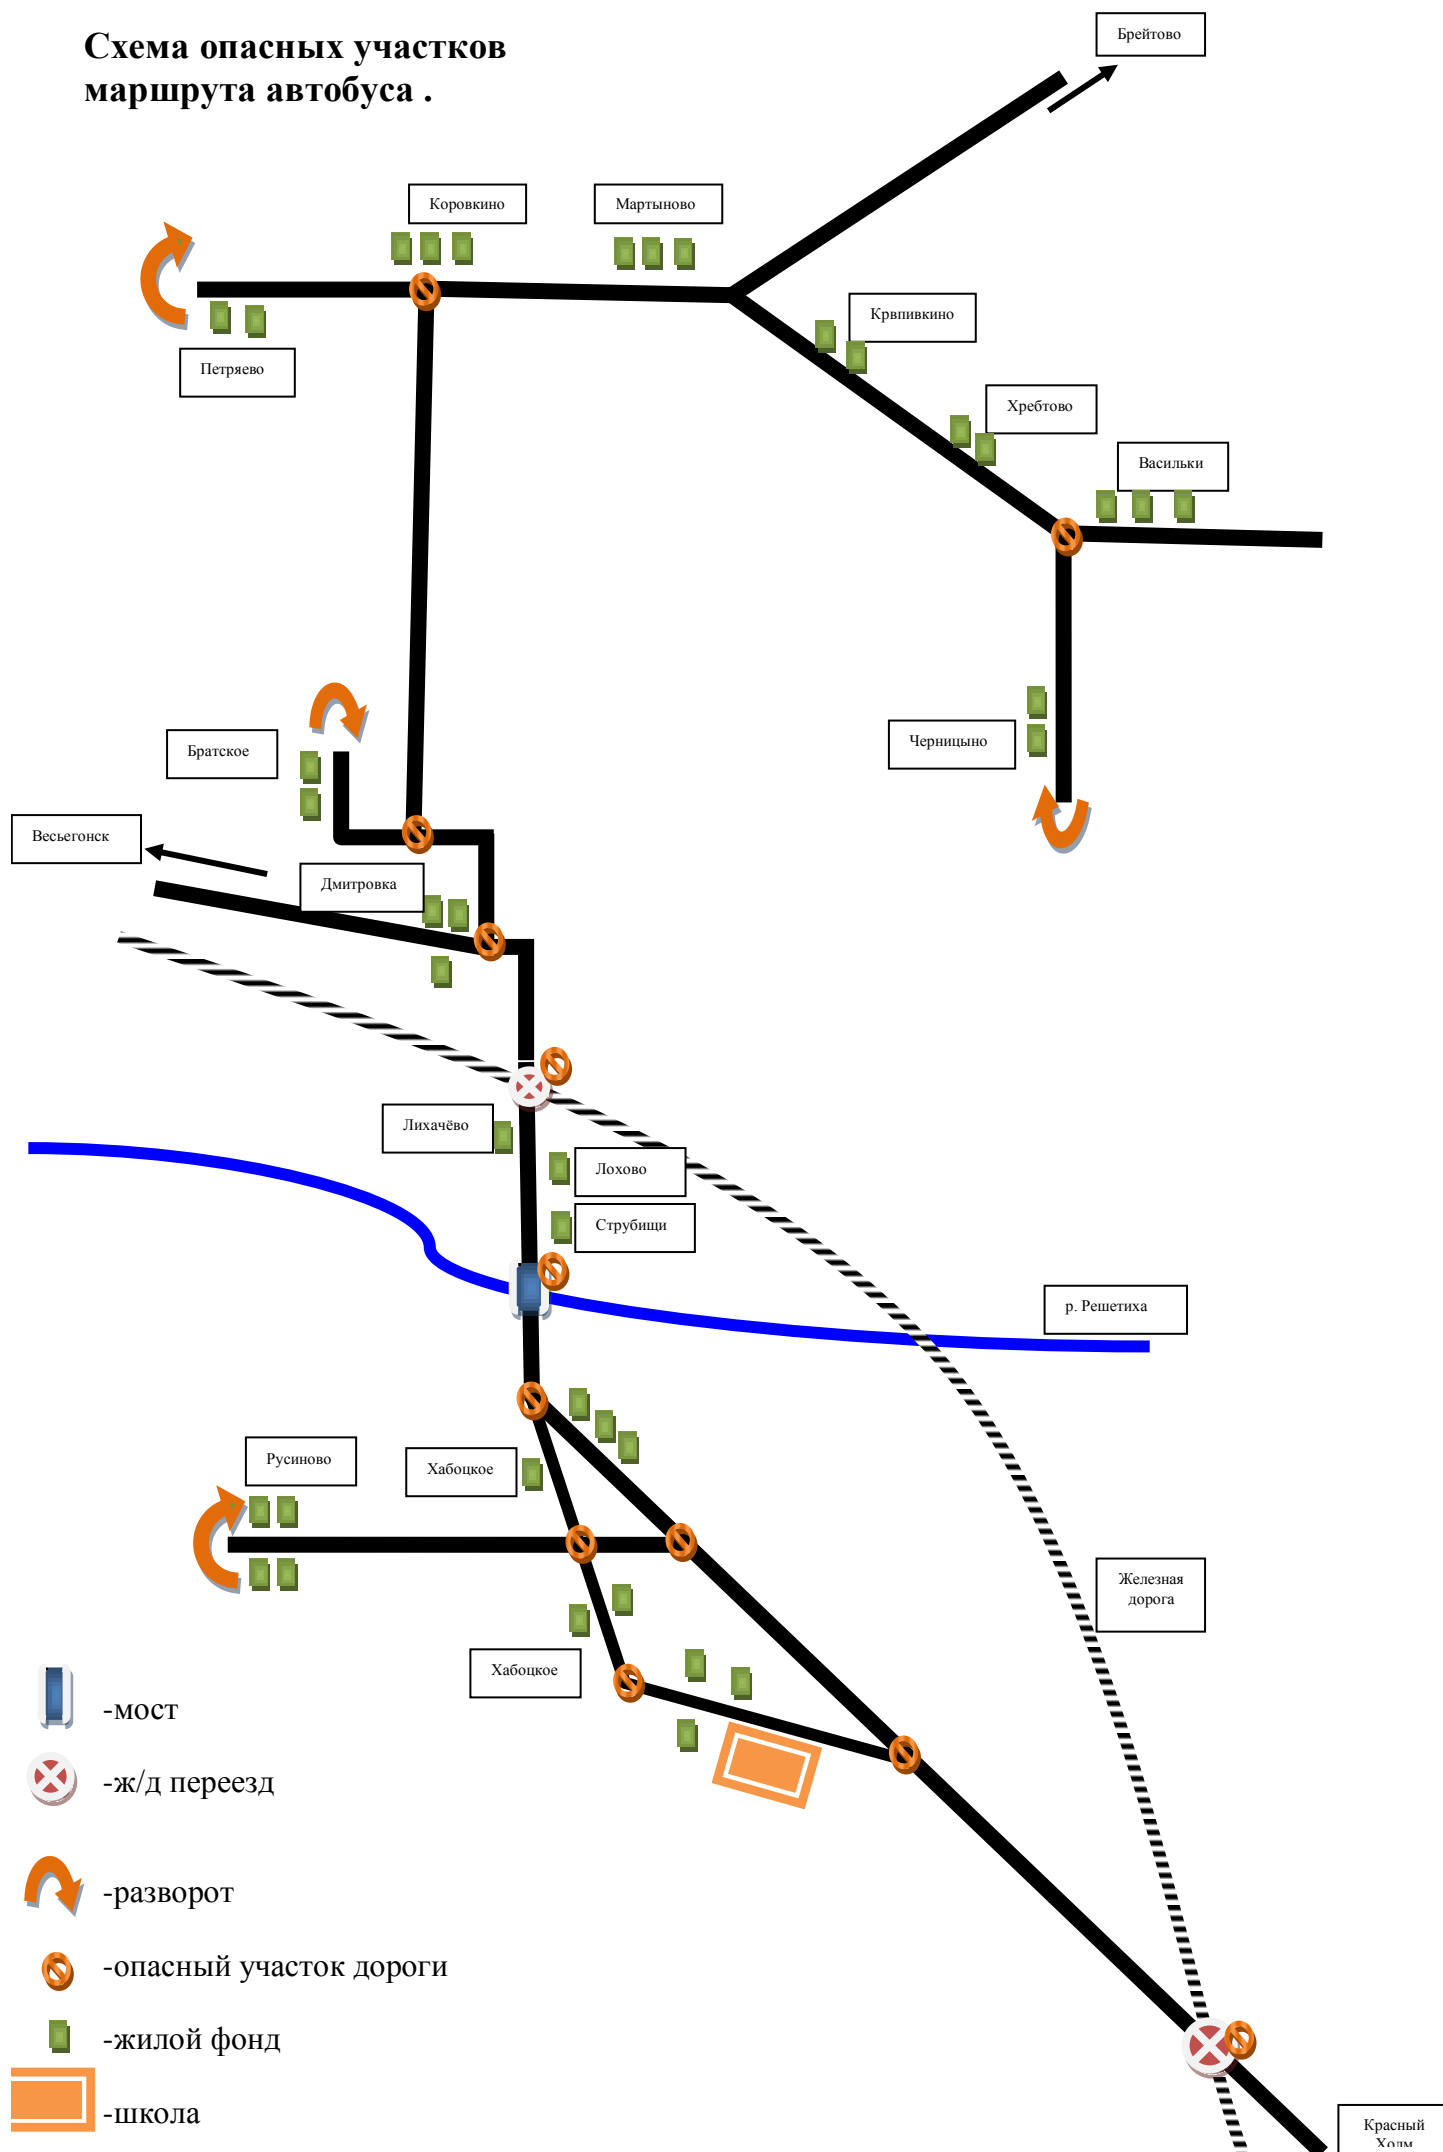 Схема опасных участков
маршрута автобуса .
Брейтово
Коровкино
Мартыново
Крвпивкино
Петряево
Хребтово
Васильки
Братское
Черницыно
Весьегонск
Дмитровка
Лихачёво
Лохово
Струбищи
р. Решетиха
Русиново
Хабоцкое
Железная
дорога
Хабоцкое
-мост
-ж/д переезд
-разворот
-опасный участок дороги
-жилой фонд
-школа
Красный
Холм